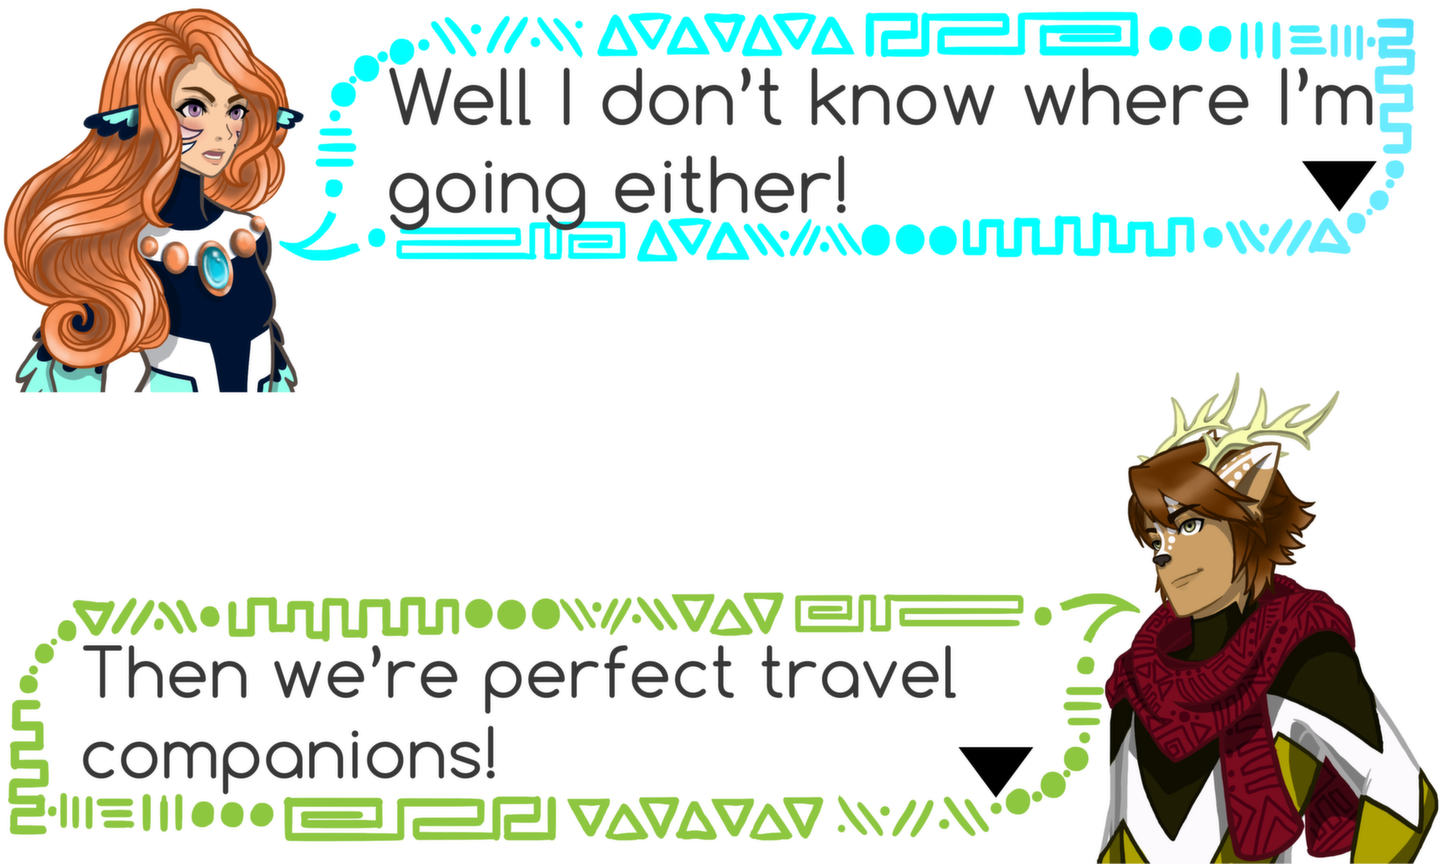 Well I don't know where I'm
going either!
Then we're perfect travel
companions!